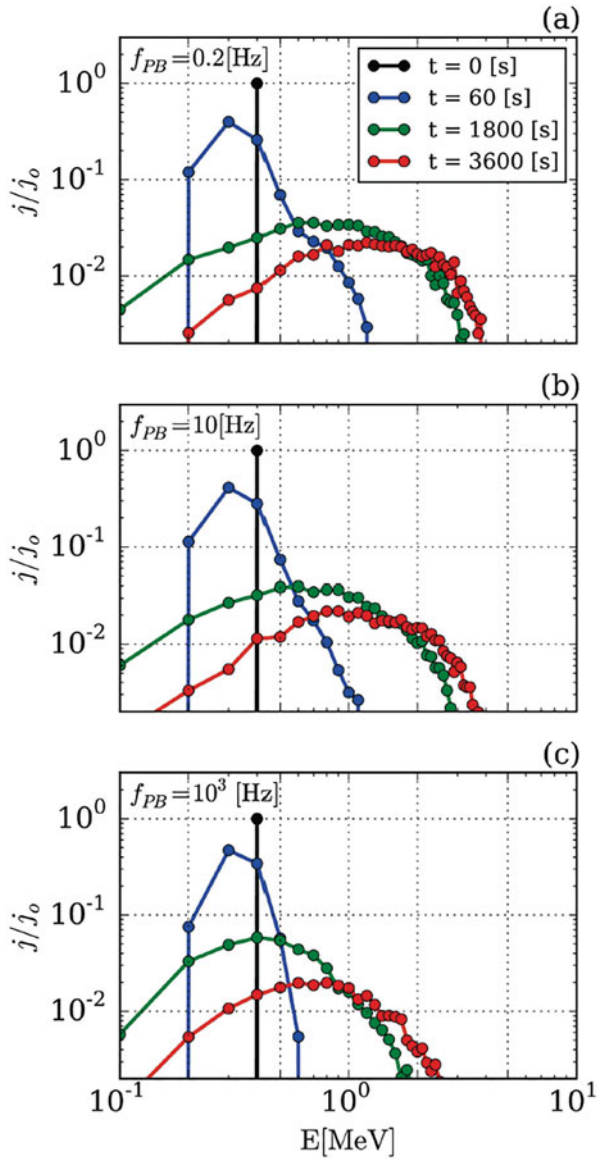 (a)
f_PB = 0.2[Hz]
t = 0 [s]
t = 60 [s]
t = 1800 [s]
t = 3600 [s]
10^0
10^-1
10^-2
j/j_o
(b)
f_PB = 10[Hz]
10^0
10^-1
10^-2
j/j_o
(c)
f_PB = 10^3 [Hz]
10^0
10^-1
10^-2
j/j_o
10^-1 10^0 10^1
E[MeV]